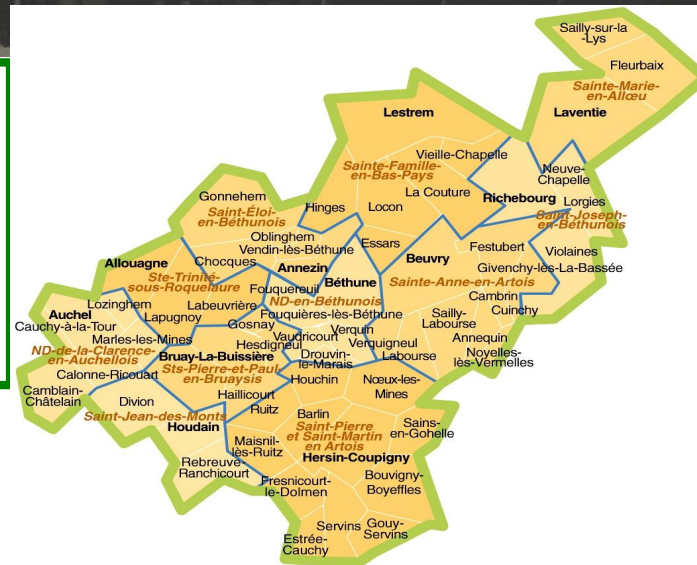 Sailly-sur-la
-Lys
Fleurbaix
Sainte-Marie-
en-Allœu
Lestrem
Laventie
Vieille-Chapelle
Sainte-Famille-
en-Bas-Pays
Neuve-
Chapelle
Gonnehem
La Couture
Richebourg
Lorgies
Saint-Éloi-
en-Béthunois
Hinges
Locon
Saint-Joseph-
en-Béthunois
Oblinghem
Essars
Festubert
Violaines
Vendin-lès-Béthune
Beuvry
Allouagne
Chocques
Annezin
Givenchy-lès-La-Bassée
Ste-Trinité-
sous-Roquelaure
Béthune
Sainte-Anne-en-Artois
Fouquereuil
ND-en-Béthunois
Cambrin
Lozinghem
Labeuvrière
Cuinchy
Auchel
Lapugnoy
Fouquières-lès-Béthune
Sailly-
Labourse
Cauchy-à-la-Tour
Gosnay
Verquin
Annequin
Marles-les-Mines
Hesdigneul
Vaudricourt
Verquigneul
Noyelles-
lès-Vermelles
ND-de-la-Clarence-
en-Auchellois
Bruay-La-Buissière
Drouvin-
le-Marais
Labourse
Calonne-Ricouart
Sts-Pierre-et-Paul-
en-Bruaysis
Houchin
Nœux-les-
Mines
Camblain-
Châtelain
Divion
Haillicourt
Ruitz
Barlin
Saint-Jean-des-Monts
Saint-Pierre
et Saint-Martin
en Artois
Sains-
en-Gohelle
Houdain
Maisnil-
lès-Ruitz
Hersin-Coupigny
Rebreuve-
Ranchicourt
Bouvigny-
Boyeffles
Fresnicourt-
le-Dolmen
Servins
Gouy-
Servins
Estrée-
Cauchy